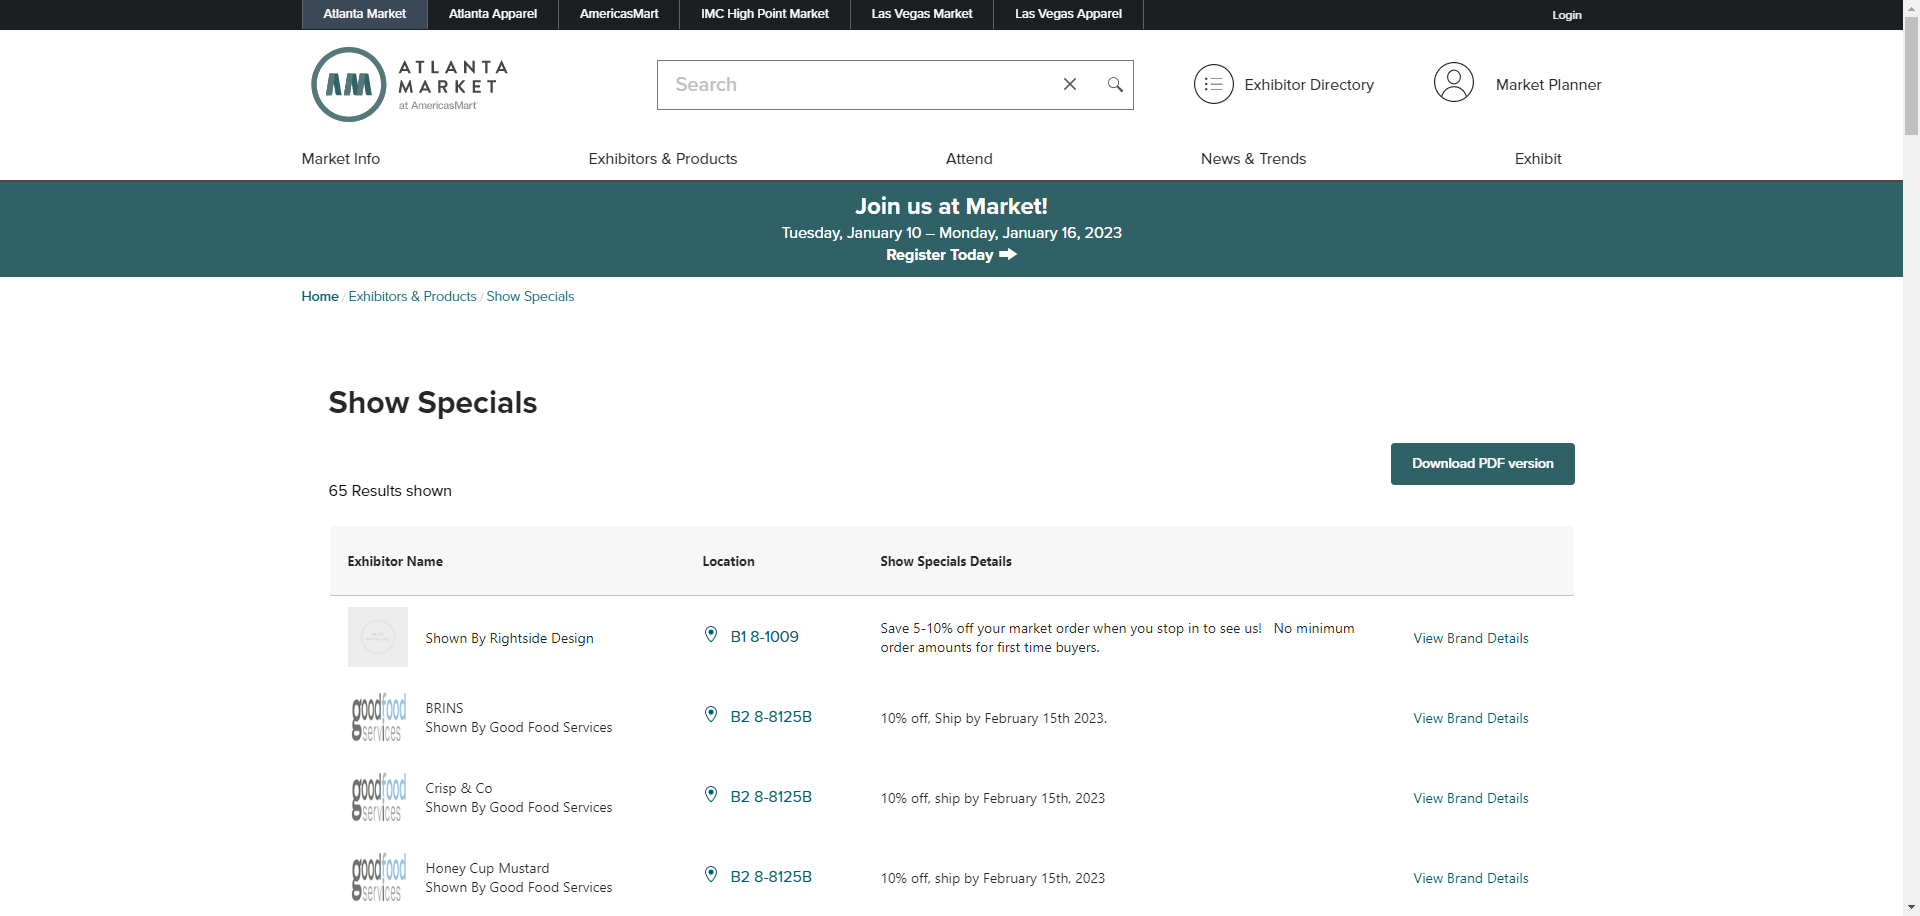 Atlanta Market
Atlanta Apparel
AmericasMart
IMC High Point Market
Las Vegas Market
Las Vegas Apparel
Login
AM
ATLANTA
MARKET
at AmericasMart
Search
Exhibitor Directory
Market Planner
Market Info
Exhibitors & Products
Attend
News & Trends
Exhibit
Join us at Market!
Tuesday, January 10 – Monday, January 16, 2023
Register Today
Home / Exhibitors & Products / Show Specials
Show Specials
Download PDF version
65 Results shown
Exhibitor Name
Location
Show Specials Details
Shown By Rightside Design
B1 8-1009
Save 5-10% off your market order when you stop in to see us! No minimum
order amounts for first time buyers.
View Brand Details
goodfood
services
BRINS
Shown By Good Food Services
B2 8-8125B
10% off, Ship by February 15th 2023.
View Brand Details
goodfood
services
Crisp & Co
Shown By Good Food Services
B2 8-8125B
10% off, ship by February 15th, 2023
View Brand Details
goodfood
services
Honey Cup Mustard
Shown By Good Food Services
B2 8-8125B
10% off, ship by February 15th, 2023
View Brand Details